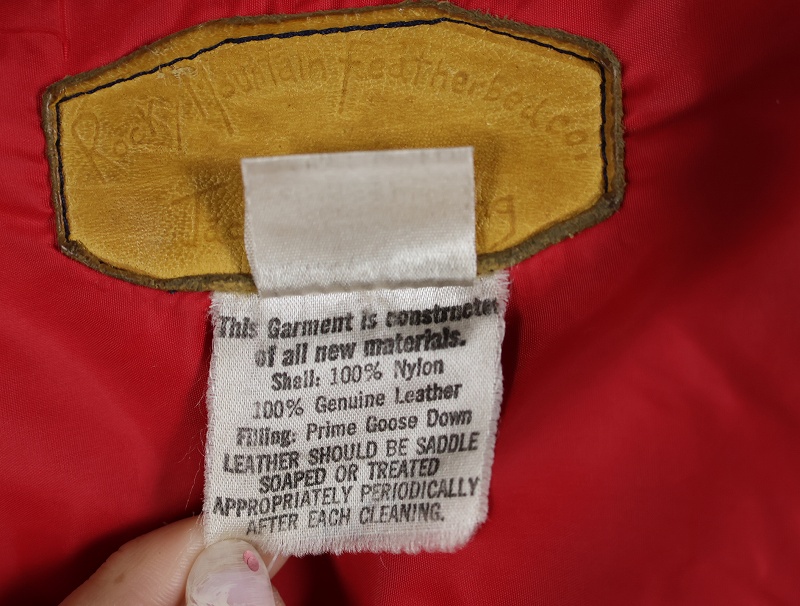 Rocky Mountain Featherbed.co
This Garment is constructed
of all new materials.
Shell: 100% Nylon
100% Genuine Leather
Filling: Prime Goose Down
LEATHER SHOULD BE SADDLE
SOAPED OR TREATED
APPROPRIATELY PERIODICALLY
AFTER EACH CLEANING.